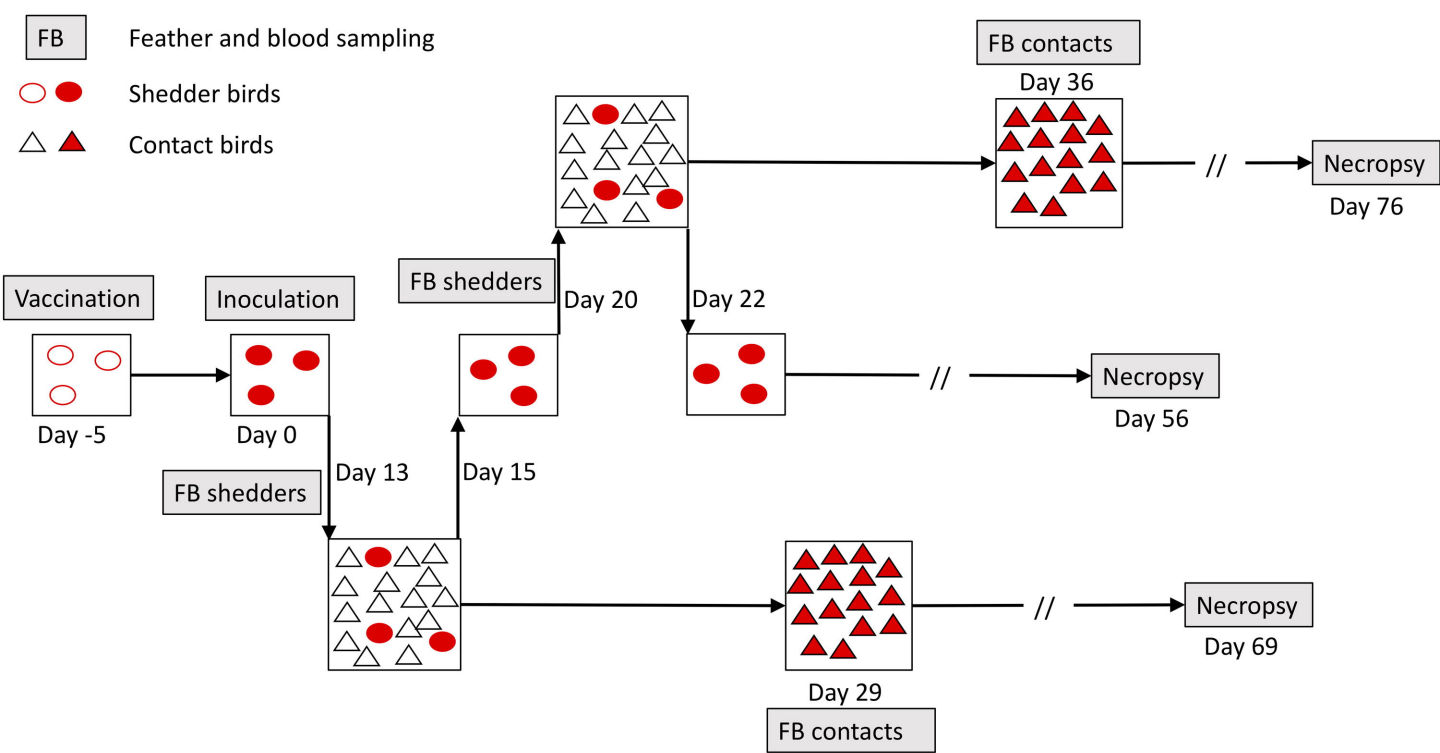 FB
Feather and blood sampling
Shedder birds
Contact birds
FB contacts
Day 36
Necropsy
Day 76
FB shedders
Day 20
Day 22
Vaccination
Inoculation
Day -5
Day 0
Necropsy
Day 56
FB shedders
Day 13
Day 15
Necropsy
Day 69
Day 29
FB contacts